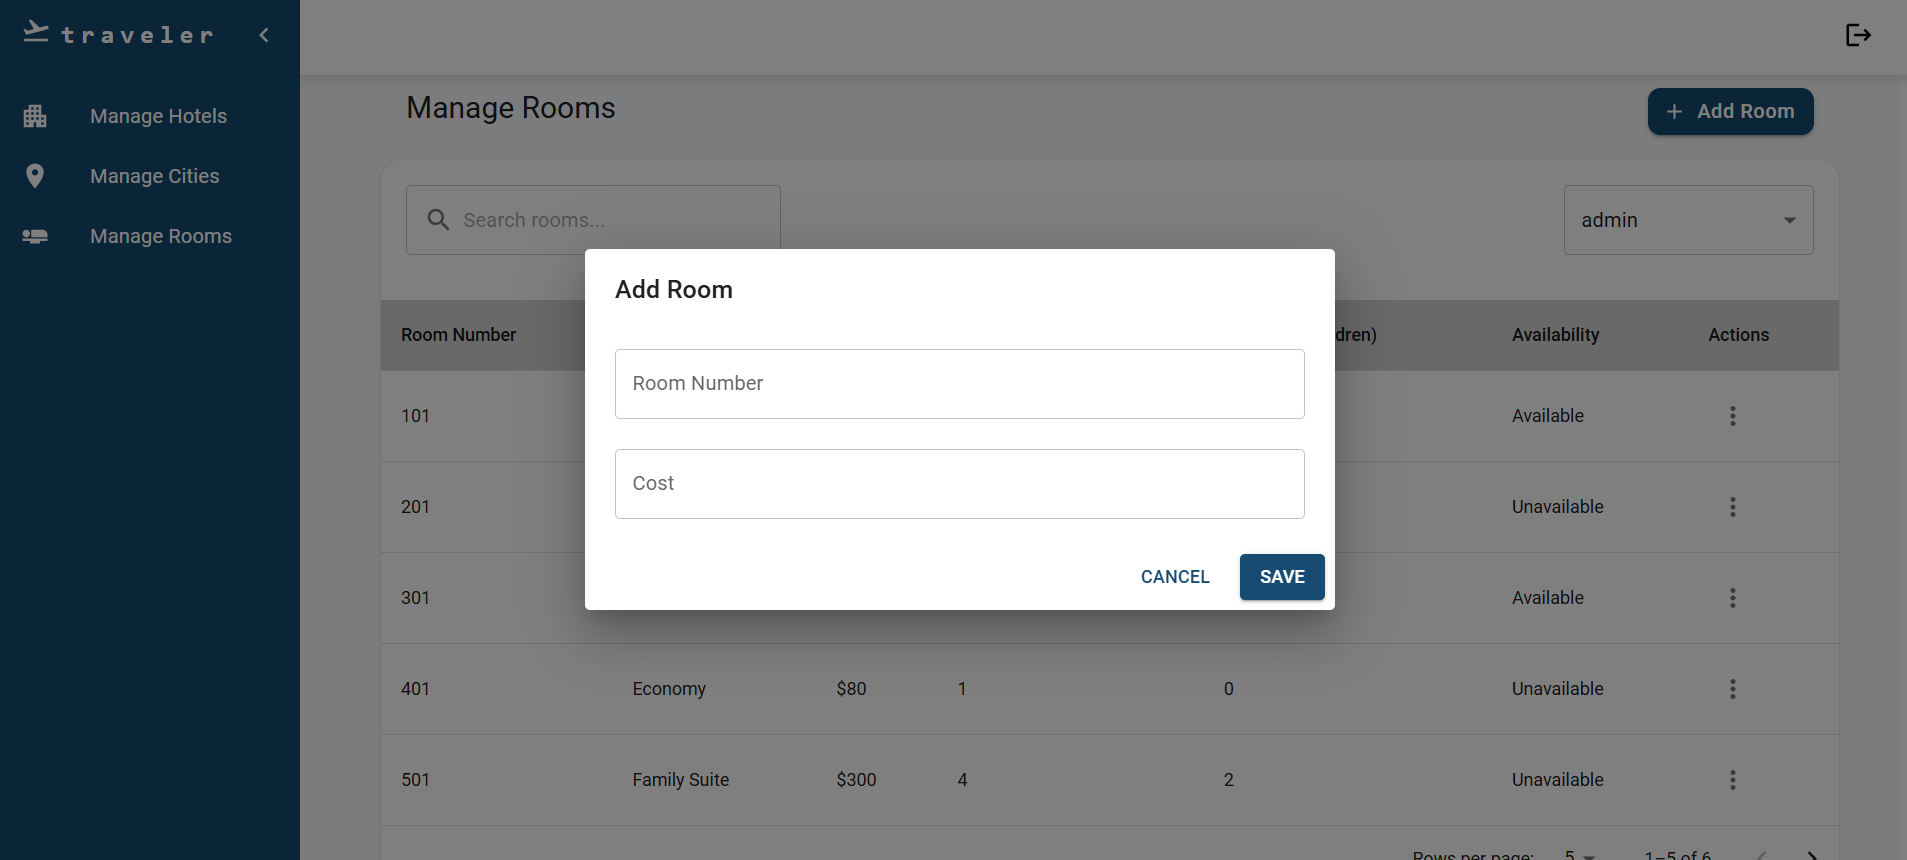 traveler
Manage Hotels
Manage Cities
Manage Rooms
Manage Rooms
+ Add Room
Search rooms...
admin
Room Number dren) Availability Actions
101 Available
201 Unavailable
301 Available
401 Economy $80 1 0 Unavailable
501 Family Suite $300 4 2 Unavailable
Rows per page: 5 1–5 of 6
Add Room
Room Number
Cost
CANCEL SAVE